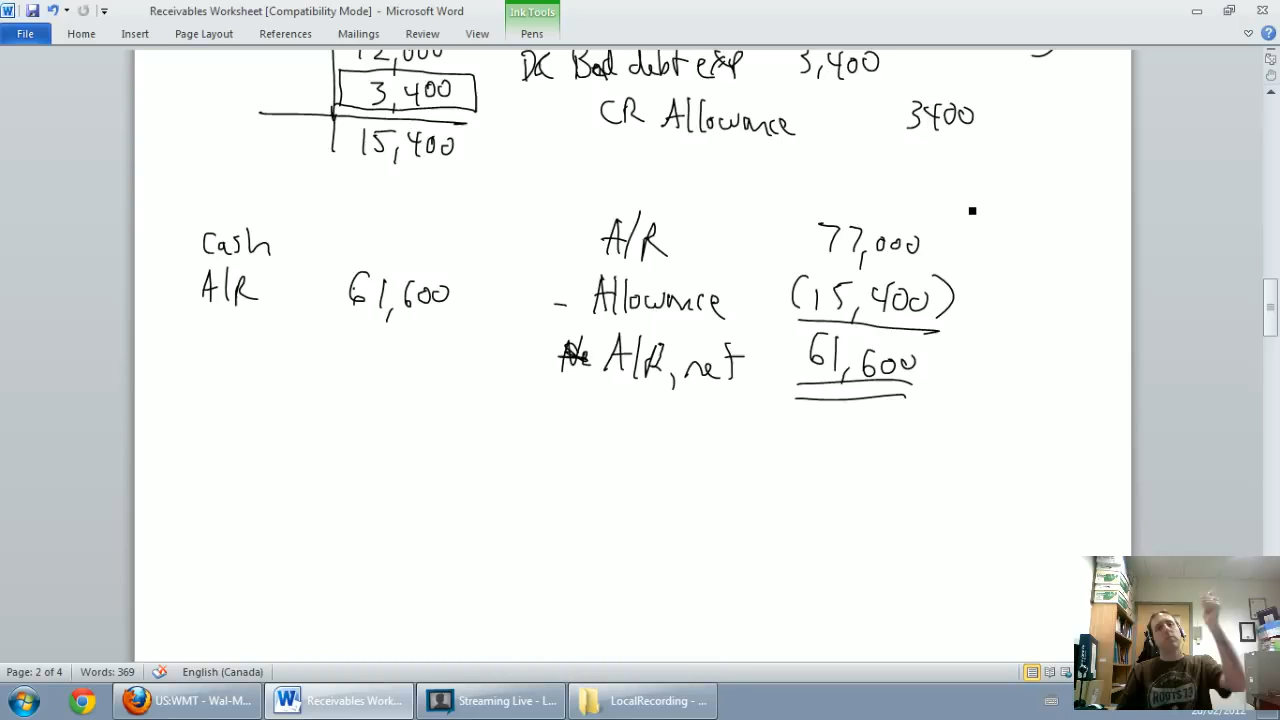 Receivables Worksheet [Compatibility Mode] - Microsoft Word
Ink Tools
File Home Insert Page Layout References Mailings Review View Pens
12,000
3,400
15,400
Bad debt exp 3,400
CR Allowance 3400
Cash
A/R 61,600
A/R 77,000
- Allowance (15,400)
A/R, net 61,600
Page: 2 of 4 Words: 369 English (Canada)
US:WMT - Wal-M... Receivables Work... Streaming Live - L... LocalRecording - ...